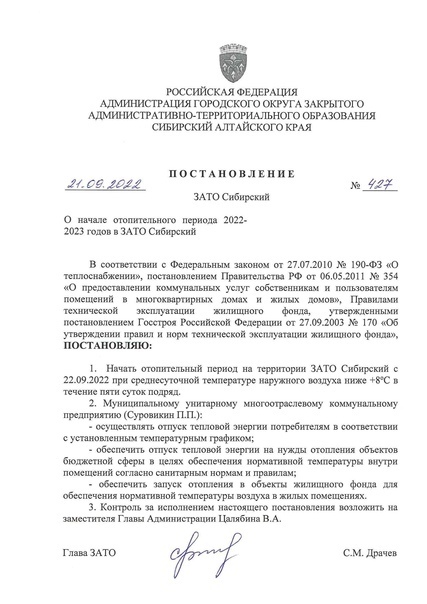 РОССИЙСКАЯ ФЕДЕРАЦИЯ
АДМИНИСТРАЦИЯ ГОРОДСКОГО ОКРУГА ЗАКРЫТОГО
АДМИНИСТРАТИВНО-ТЕРРИТОРИАЛЬНОГО ОБРАЗОВАНИЯ
СИБИРСКИЙ АЛТАЙСКОГО КРАЯ
ПОСТАНОВЛЕНИЕ
21.09.2022 № 427
ЗАТО Сибирский
О начале отопительного периода 2022-
2023 годов в ЗАТО Сибирский
В соответствии с Федеральным законом от 27.07.2010 № 190-ФЗ «О
теплоснабжении», постановлением Правительства РФ от 06.05.2011 № 354
«О предоставлении коммунальных услуг собственникам и пользователям
помещений в многоквартирных домах и жилых домов», Правилами
технической эксплуатации жилищного фонда, утвержденными
постановлением Госстроя Российской Федерации от 27.09.2003 № 170 «Об
утверждении правил и норм технической эксплуатации жилищного фонда»,
ПОСТАНОВЛЯЮ:
1. Начать отопительный период на территории ЗАТО Сибирский с
22.09.2022 при среднесуточной температуре наружного воздуха ниже +8ºС в
течение пяти суток подряд.
2. Муниципальному унитарному многоотраслевому коммунальному
предприятию (Суровикин П.П.):
- осуществлять отпуск тепловой энергии потребителям в соответствии
с установленным температурным графиком;
- обеспечить отпуск тепловой энергии на нужды отопления объектов
бюджетной сферы в целях обеспечения нормативной температуры внутри
помещений согласно санитарным нормам и правилам;
- обеспечить запуск отопления в объекты жилищного фонда для
обеспечения нормативной температуры воздуха в жилых помещениях.
3. Контроль за исполнением настоящего постановления возложить на
заместителя Главы Администрации Цалябина В.А.
Глава ЗАТО С.М. Драчев